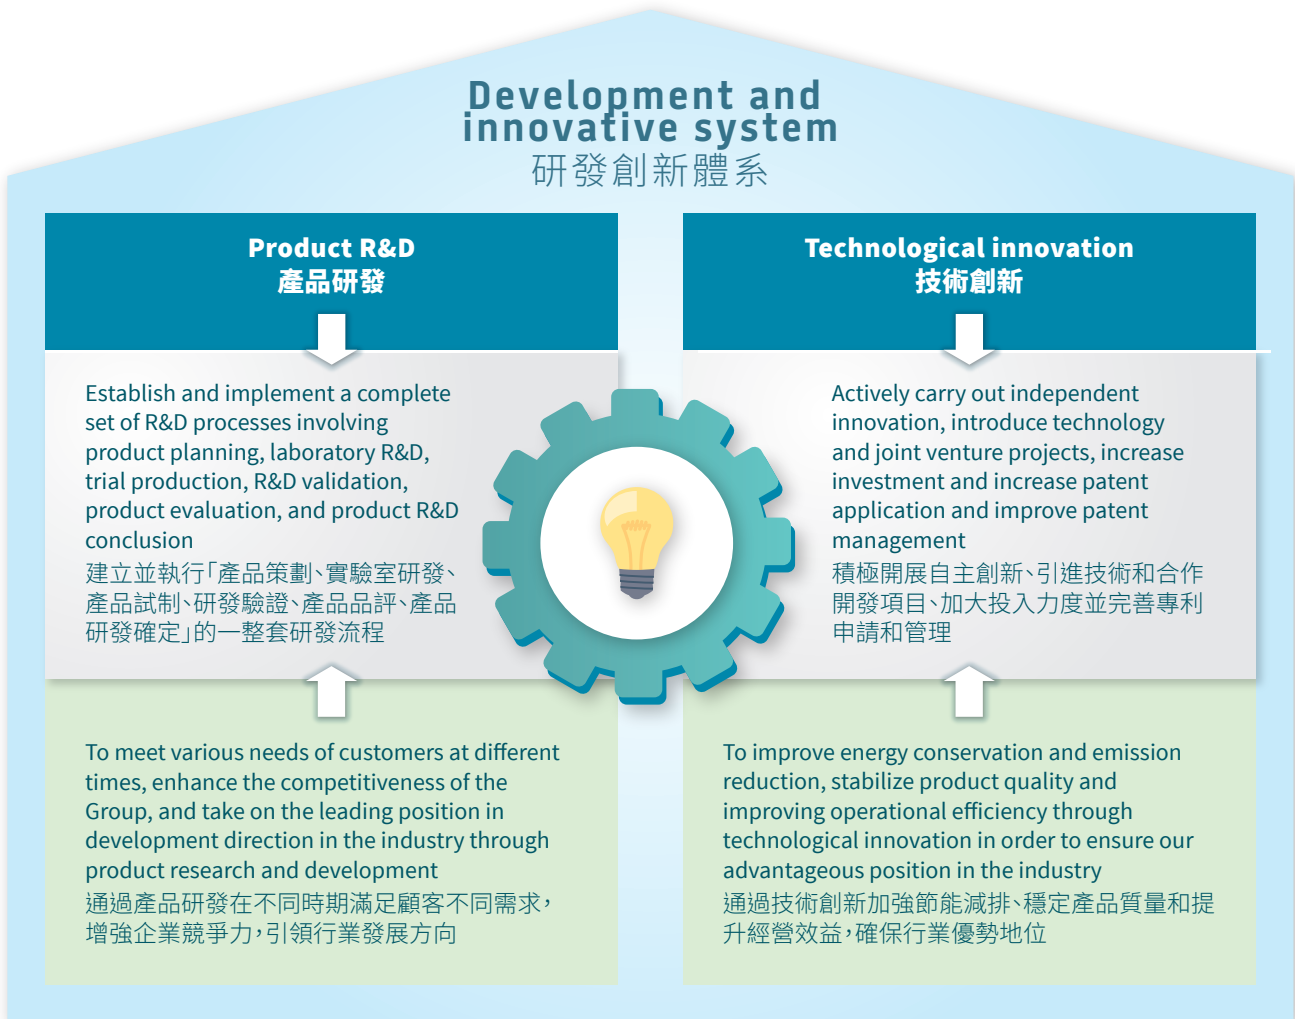 Development and
innovative system
研發創新體系
Product R&D
產品研發
Establish and implement a complete
set of R&D processes involving
product planning, laboratory R&D,
trial production, R&D validation,
product evaluation, and product R&D
conclusion
建立並執行「產品策劃、實驗室研發、
產品試制、研發驗證、產品品評、產品
研發確定」的一整套研發流程
To meet various needs of customers at different
times, enhance the competitiveness of the
Group, and take on the leading position in
development direction in the industry through
product research and development
通過產品研發在不同時期滿足顧客不同需求，
增強企業競爭力，引領行業發展方向
Technological innovation
技術創新
Actively carry out independent
innovation, introduce technology
and joint venture projects, increase
investment and increase patent
application and improve patent
management
積極開展自主創新、引進技術和合作
開發項目、加大投入力度並完善專利
申請和管理
To improve energy conservation and emission
reduction, stabilize product quality and
improving operational efficiency through
technological innovation in order to ensure our
advantageous position in the industry
通過技術創新加強節能減排、穩定產品質量和提
升經營效益，確保行業優勢地位